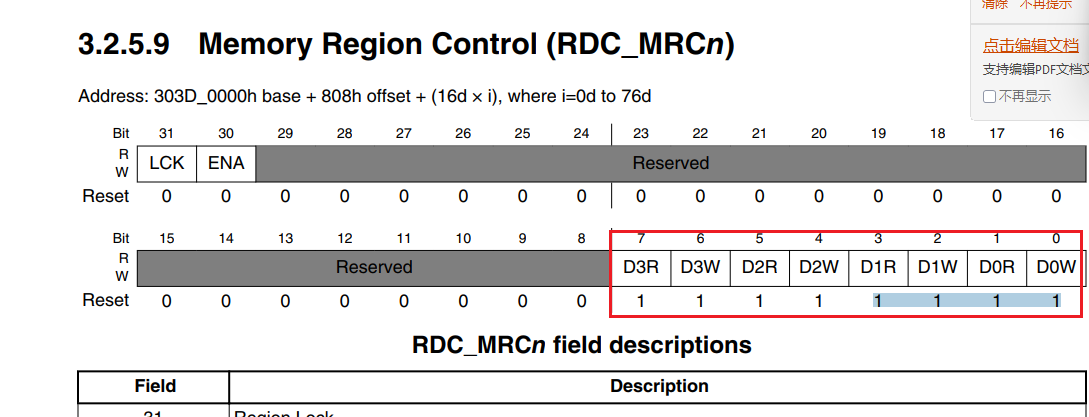 清除 不再提示
3.2.5.9 Memory Region Control (RDC_MRCn)
点击编辑文档
支持编辑PDF文档文
不再显示
Address: 303D_0000h base + 808h offset + (16d × i), where i=0d to 76d
Bit 31 30 29 28 27 26 25 24 23 22 21 20 19 18 17 16
R
W
LCK ENA Reserved
Reset 0 0 0 0 0 0 0 0 0 0 0 0 0 0 0 0
Bit 15 14 13 12 11 10 9 8 7 6 5 4 3 2 1 0
R
W
Reserved D3R D3W D2R D2W D1R D1W D0R D0W
Reset 0 0 0 0 0 0 0 0 1 1 1 1 1 1 1 1
RDC_MRCn field descriptions
Field Description
31 Region Lock